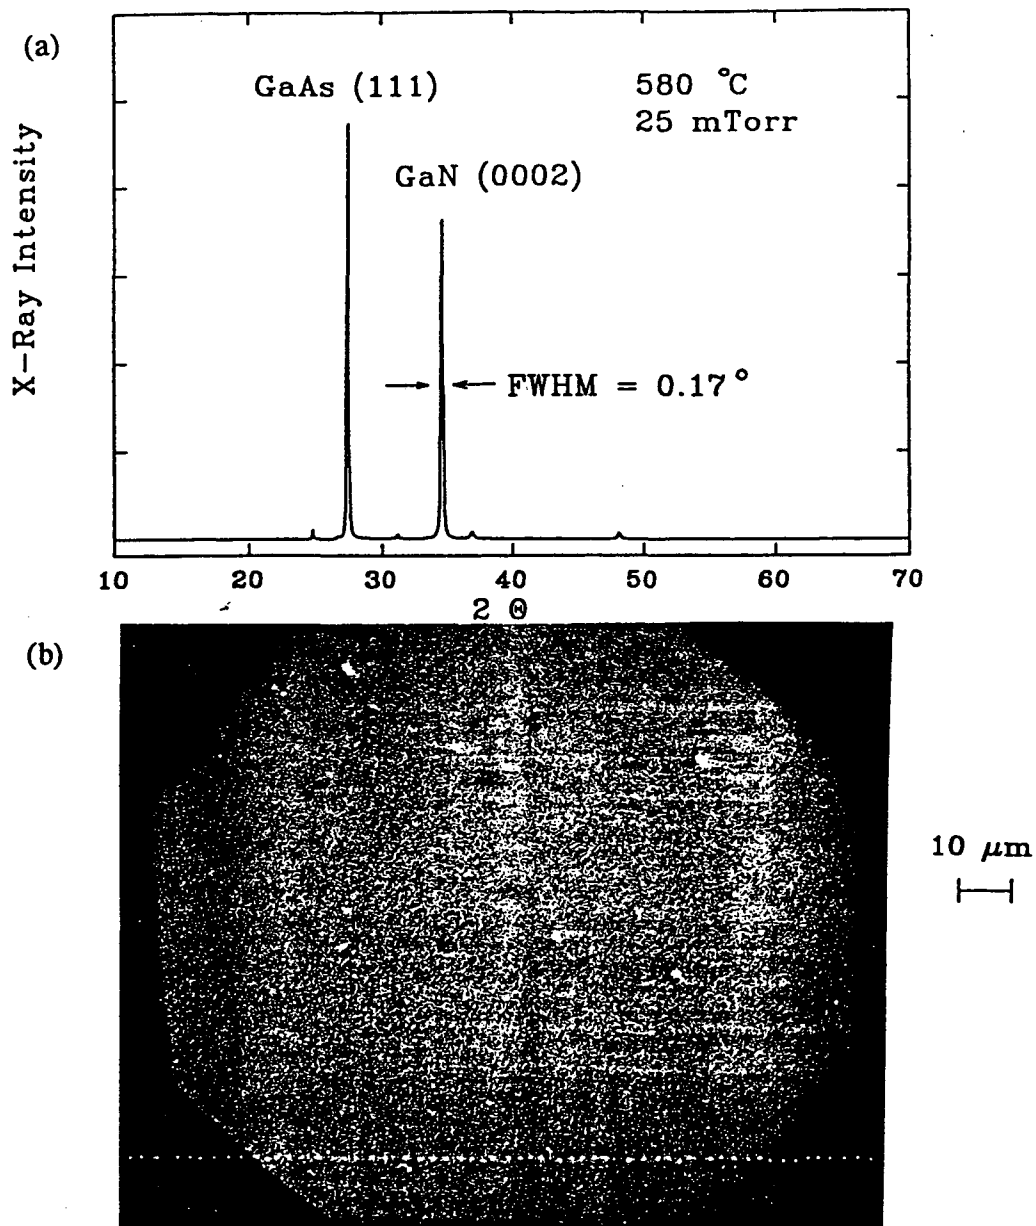 (a)
GaAs (111)
580 °C
25 mTorr
GaN (0002)
X-Ray Intensity
FWHM = 0.17°
10 20 30 40 50 60 70
2 Θ
(b)
10 μm